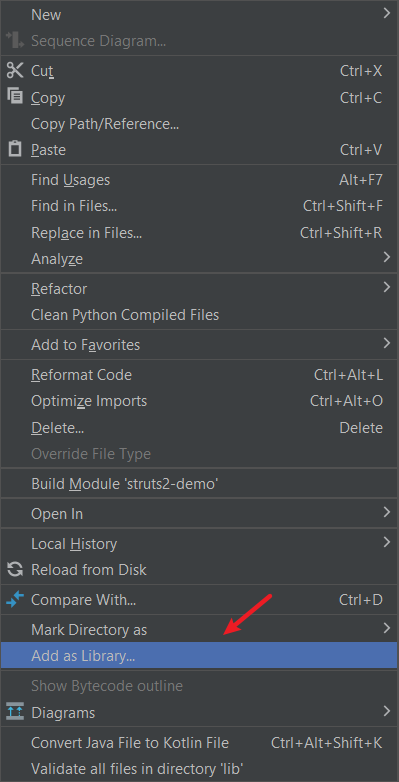 New
Sequence Diagram...
Cut Ctrl+X
Copy Ctrl+C
Copy Path/Reference...
Paste Ctrl+V
Find Usages Alt+F7
Find in Files... Ctrl+Shift+F
Replace in Files... Ctrl+Shift+R
Analyze
Refactor
Clean Python Compiled Files
Add to Favorites
Reformat Code Ctrl+Alt+L
Optimize Imports Ctrl+Alt+O
Delete... Delete
Override File Type
Build Module 'struts2-demo'
Open In
Local History
Reload from Disk
Compare With... Ctrl+D
Mark Directory as
Add as Library...
Show Bytecode outline
Diagrams
Convert Java File to Kotlin File Ctrl+Alt+Shift+K
Validate all files in directory 'lib'